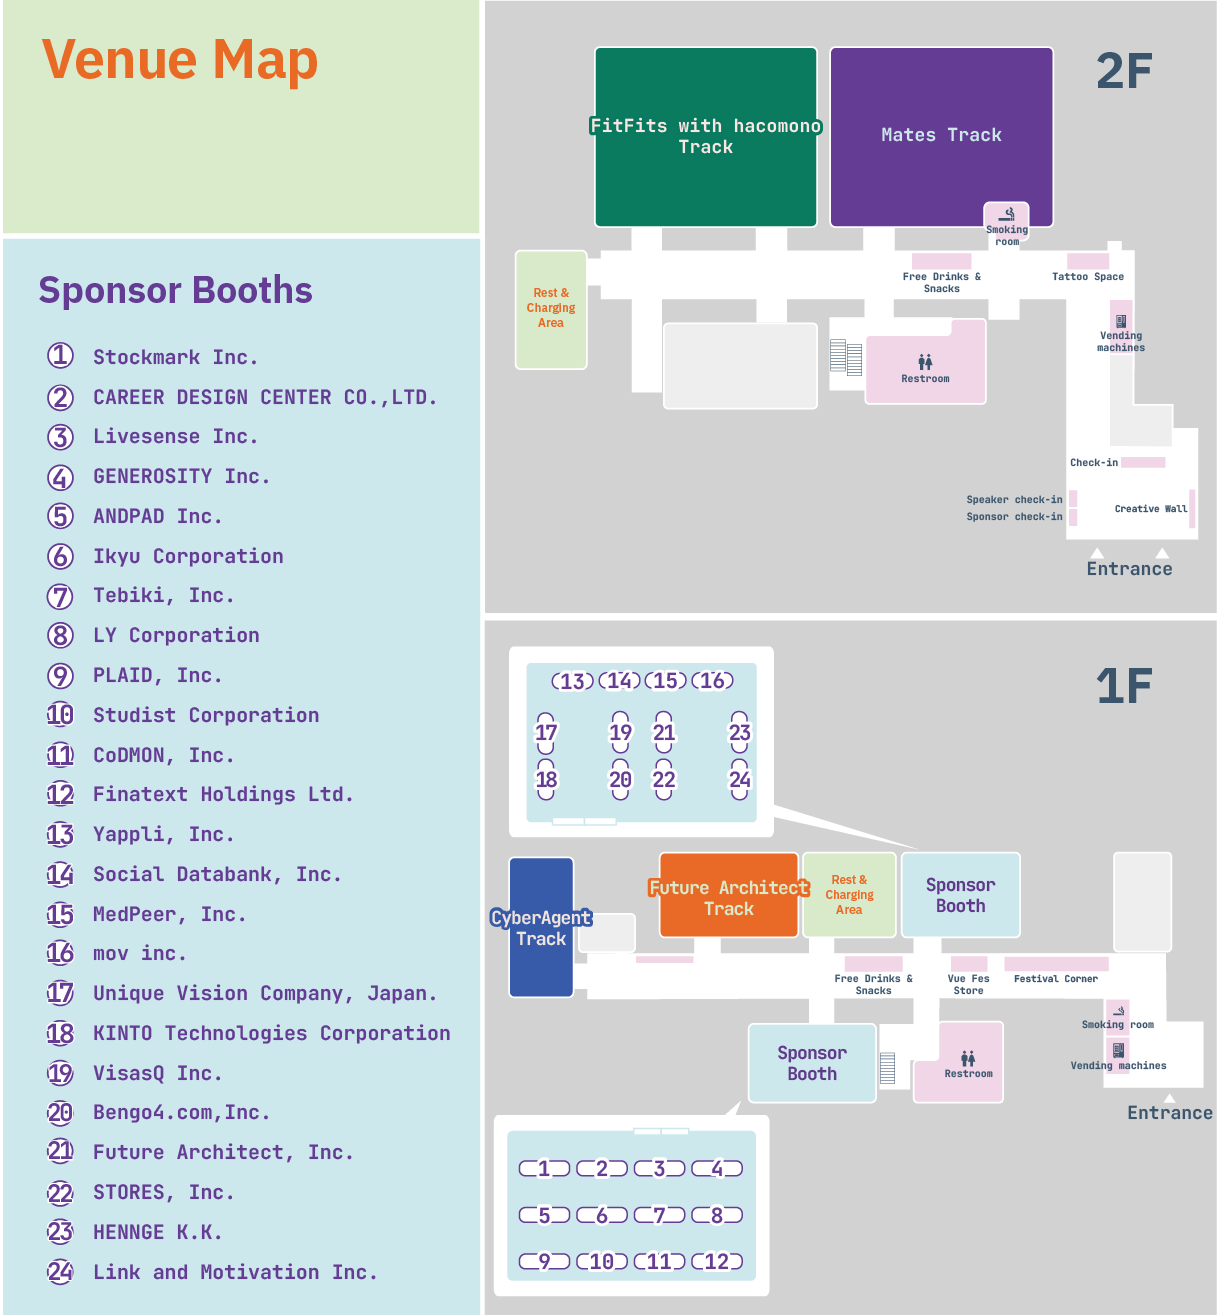 Venue Map
Sponsor Booths
1 Stockmark Inc.
2 CAREER DESIGN CENTER CO.,LTD.
3 Livesense Inc.
4 GENEROSITY Inc.
5 ANDPAD Inc.
6 Ikyu Corporation
7 Tebiki, Inc.
8 LY Corporation
9 PLAID, Inc.
10 Studist Corporation
11 CoDMON, Inc.
12 Finatext Holdings Ltd.
13 Yappli, Inc.
14 Social Databank, Inc.
15 MedPeer, Inc.
16 mov inc.
17 Unique Vision Company, Japan.
18 KINTO Technologies Corporation
19 VisasQ Inc.
20 Bengo4.com,Inc.
21 Future Architect, Inc.
22 STORES, Inc.
23 HENNGE K.K.
24 Link and Motivation Inc.
2F
FitFits with hacomono
Track
Mates Track
Smoking
room
Rest &
Charging
Area
Free Drinks &
Snacks
Tattoo Space
Vending
machines
Restroom
Check-in
Speaker check-in
Sponsor check-in
Creative Wall
Entrance
1F
13 14 15 16
17 19 21 23
18 20 22 24
CyberAgent
Track
Future Architect
Track
Rest &
Charging
Area
Sponsor
Booth
Free Drinks &
Snacks
Vue Fes
Store
Festival Corner
Smoking room
Vending machines
Sponsor
Booth
Restroom
Entrance
1 2 3 4
5 6 7 8
9 10 11 12